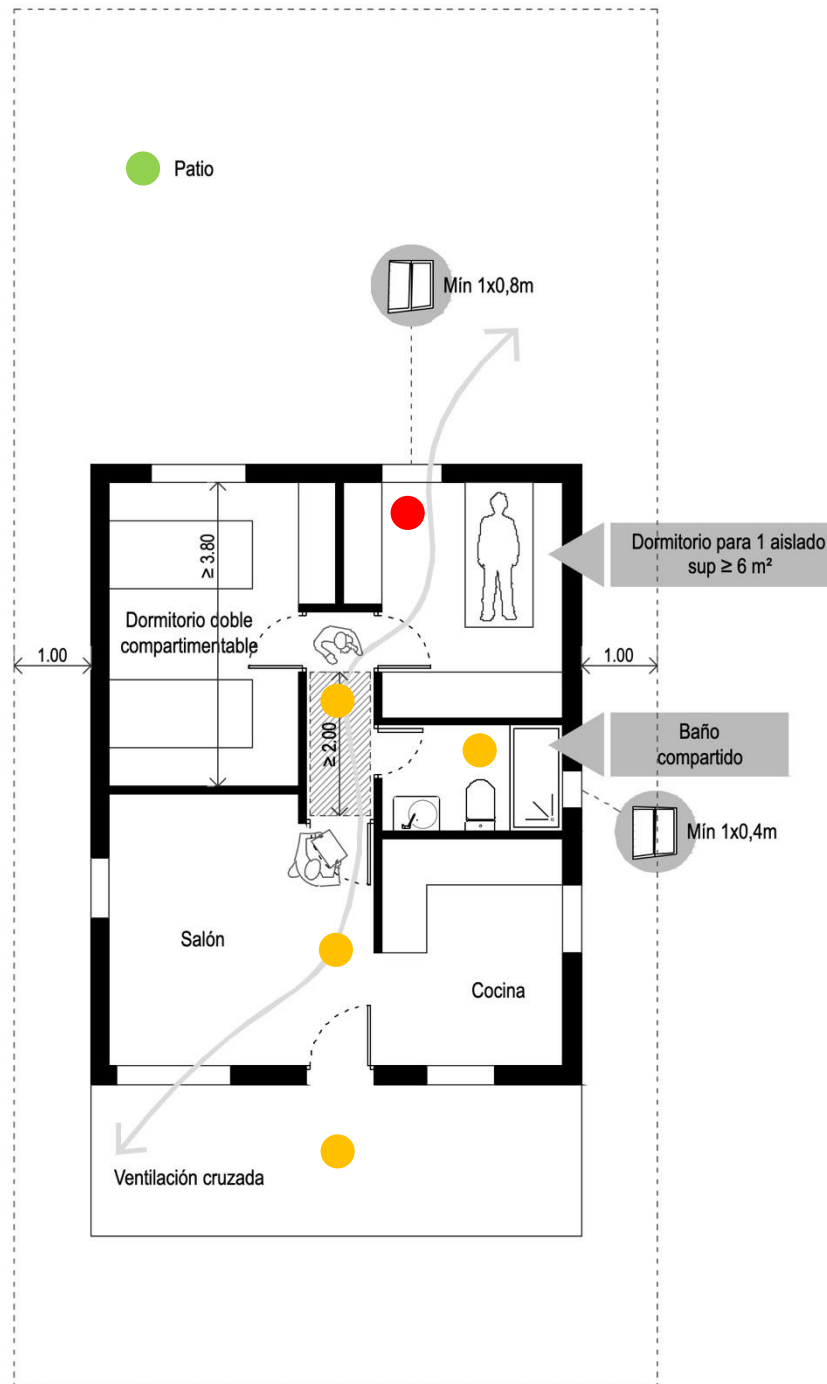 Patio
Mín 1x0,8m
≥ 3.80
Dormitorio para 1 aislado
sup ≥ 6 m²
Dormitorio doble
compartimentable
1.00
1.00
≥ 2.00
Baño
compartido
Mín 1x0,4m
Salón
Cocina
Ventilación cruzada